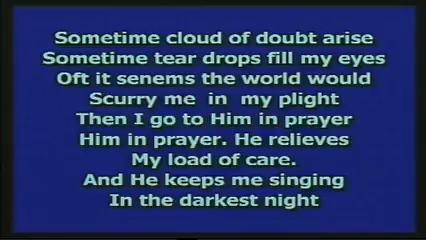 Sometime cloud of doubt arise
Sometime tear drops fill my eyes
Oft it senems the world would
Scurry me in my plight
Then I go to Him in prayer
Him in prayer. He relieves
My load of care.
And He keeps me singing
In the darkest night